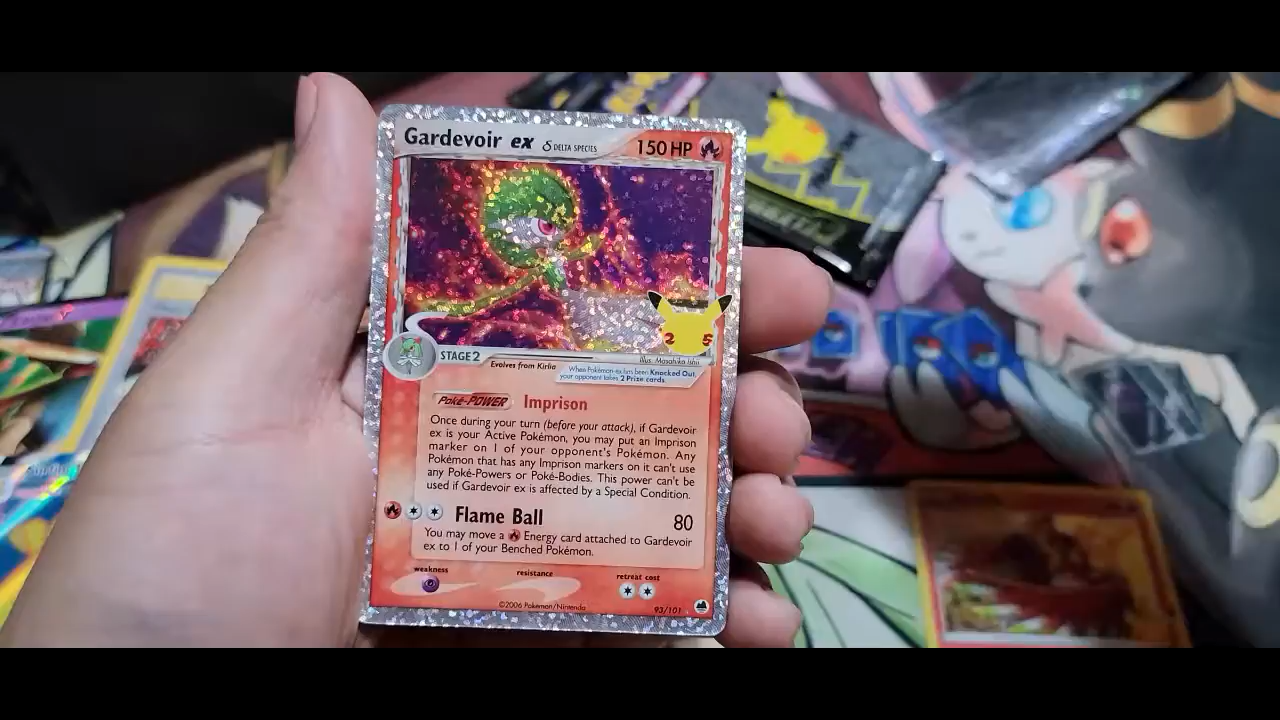 Gardevoir ex δ DELTA SPECIES 150 HP
25
Illus. Masahiko Ishii
STAGE 2 Evolves from Kirlia
When Pokémon-ex has been Knocked Out,
your opponent takes 2 Prize cards.
Poké-POWER Imprison
Once during your turn (before your attack), if Gardevoir
ex is your Active Pokémon, you may put an Imprison
marker on 1 of your opponent's Pokémon. Any
Pokémon that has any Imprison markers on it can't use
any Poké-Powers or Poké-Bodies. This power can't be
used if Gardevoir ex is affected by a Special Condition.
Flame Ball 80
You may move a Energy card attached to Gardevoir
ex to 1 of your Benched Pokémon.
weakness resistance retreat cost
©2006 Pokémon/Nintendo 93/101